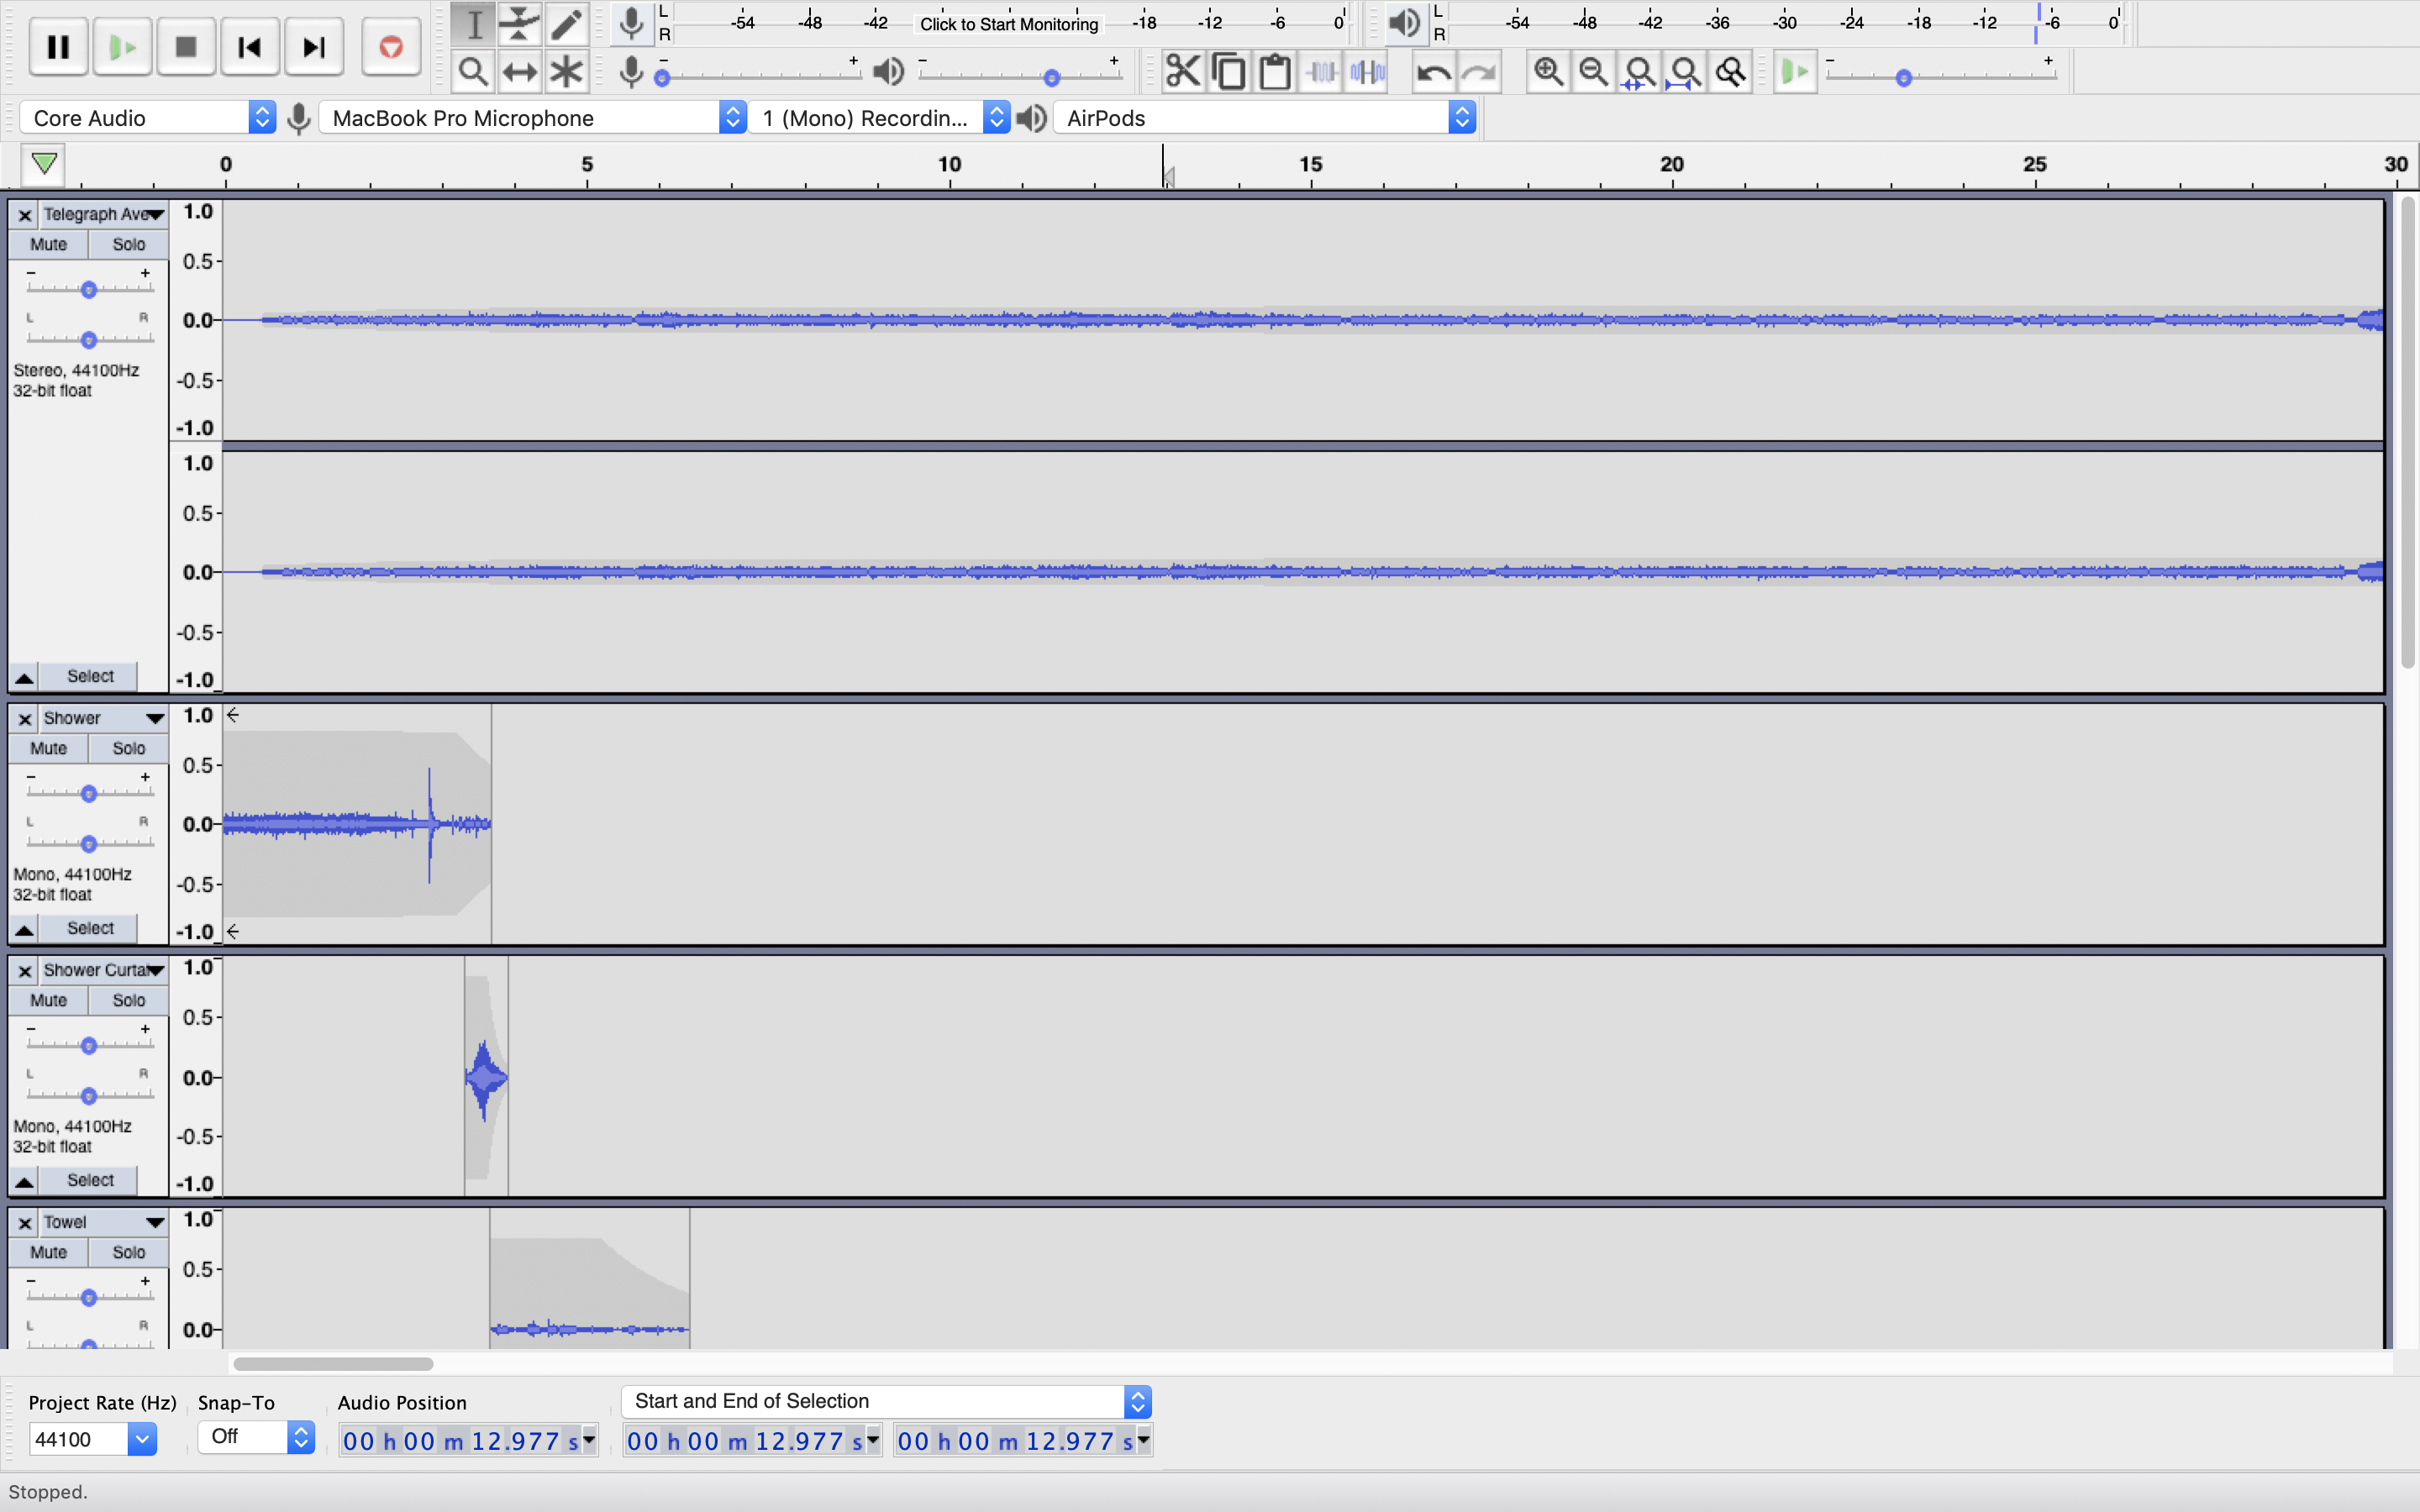 L
R
-54 -48 -42 Click to Start Monitoring -18 -12 -6 0
L
R
-54 -48 -42 -36 -30 -24 -18 -12 -6 0
- +
- +
- +
Core Audio MacBook Pro Microphone 1 (Mono) Recordin... AirPods
0 5 10 15 20 25 30
Telegraph Ave
Mute Solo
- +
L R
Stereo, 44100Hz
32-bit float
Select
1.0
0.5
0.0
-0.5
-1.0
1.0
0.5
0.0
-0.5
-1.0
Shower
Mute Solo
- +
L R
Mono, 44100Hz
32-bit float
Select
1.0
0.5
0.0
-0.5
-1.0
Shower Curtai
Mute Solo
- +
L R
Mono, 44100Hz
32-bit float
Select
1.0
0.5
0.0
-0.5
-1.0
Towel
Mute Solo
- +
L R
1.0
0.5
0.0
Project Rate (Hz) Snap-To Audio Position Start and End of Selection
44100 Off 00 h 00 m 12.977 s 00 h 00 m 12.977 s 00 h 00 m 12.977 s
Stopped.